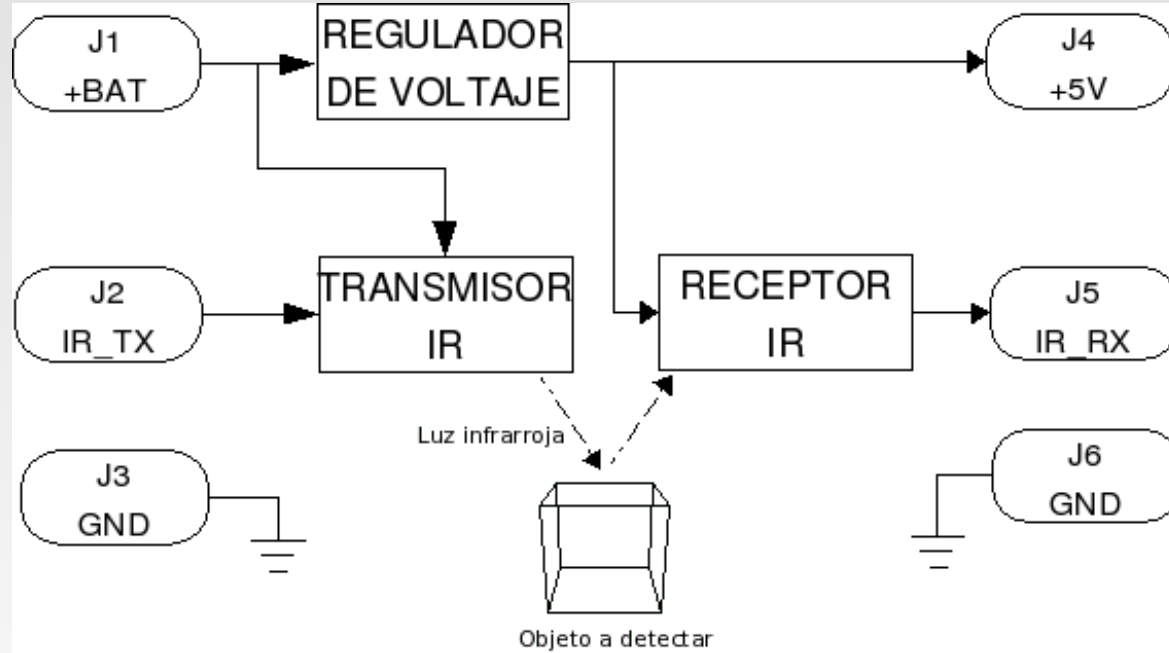 J1
+BAT
REGULADOR
DE VOLTAJE
J4
+5V
J2
IR_TX
TRANSMISOR
IR
RECEPTOR
IR
J5
IR_RX
Luz infrarroja
J3
GND
J6
GND
Objeto a detectar